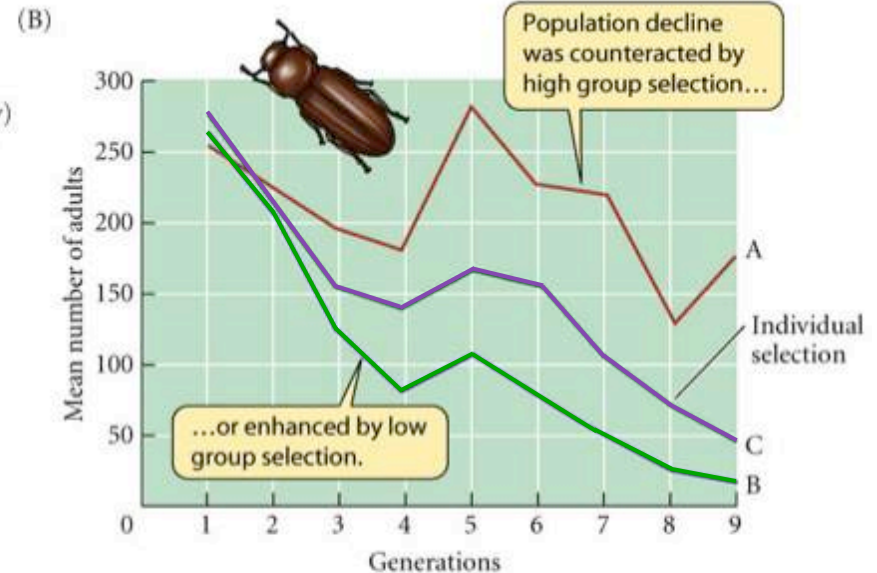 (B)
Population decline
was counteracted by
high group selection...
300
250
200
150
100
50
0
Mean number of adults
A
Individual
selection
...or enhanced by low
group selection.
C
B
1 2 3 4 5 6 7 8 9
Generations